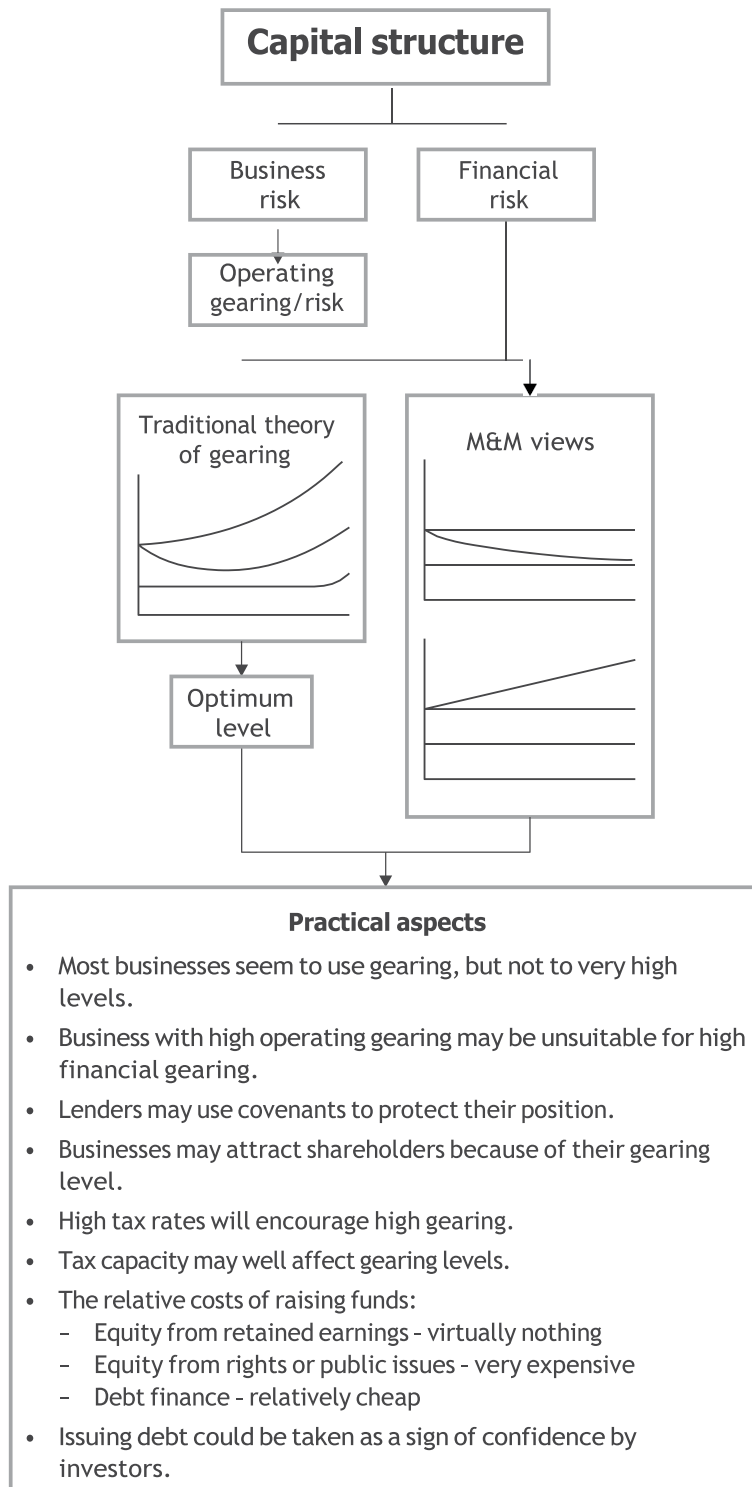 Capital structure
Business
risk
Financial
risk
Operating
gearing/risk
Traditional theory
of gearing
M&M views
Optimum
level
Practical aspects
• Most businesses seem to use gearing, but not to very high
levels.
• Business with high operating gearing may be unsuitable for high
financial gearing.
• Lenders may use covenants to protect their position.
• Businesses may attract shareholders because of their gearing
level.
• High tax rates will encourage high gearing.
• Tax capacity may well affect gearing levels.
• The relative costs of raising funds:
– Equity from retained earnings – virtually nothing
– Equity from rights or public issues – very expensive
– Debt finance – relatively cheap
• Issuing debt could be taken as a sign of confidence by
investors.